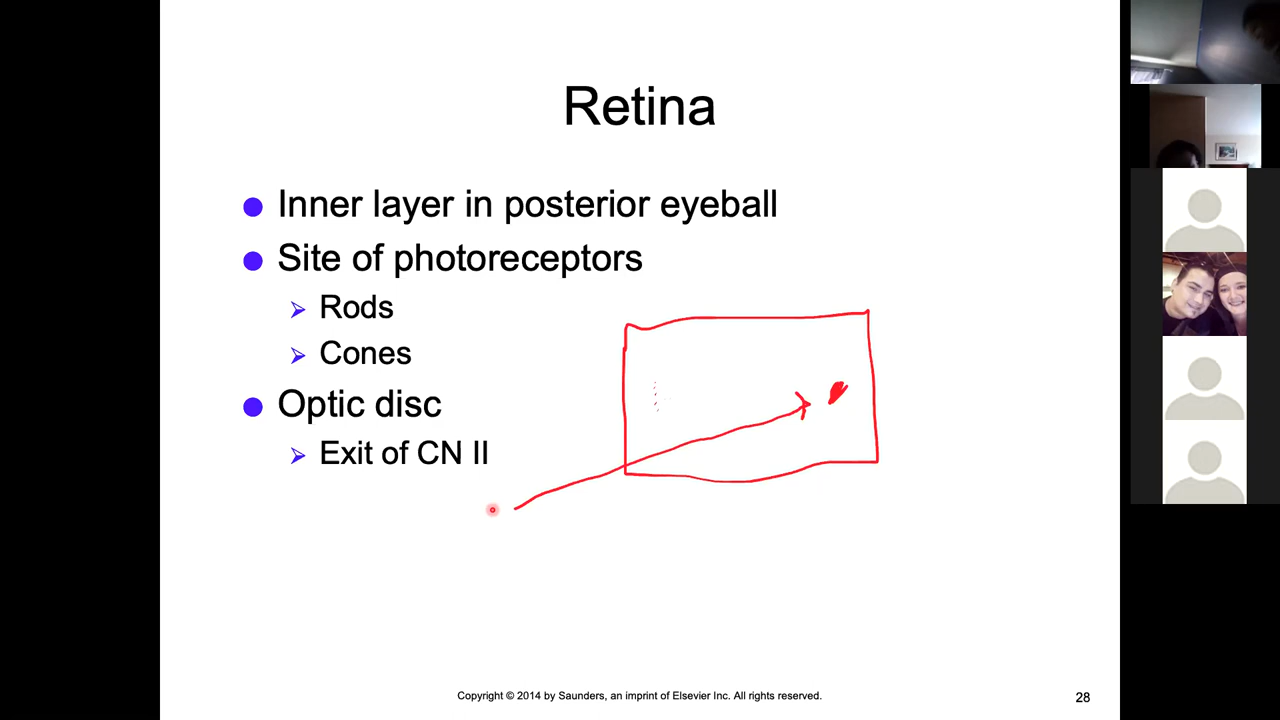 Retina
Inner layer in posterior eyeball
Site of photoreceptors
Rods
Cones
Optic disc
Exit of CN II
Copyright © 2014 by Saunders, an imprint of Elsevier Inc. All rights reserved.
28